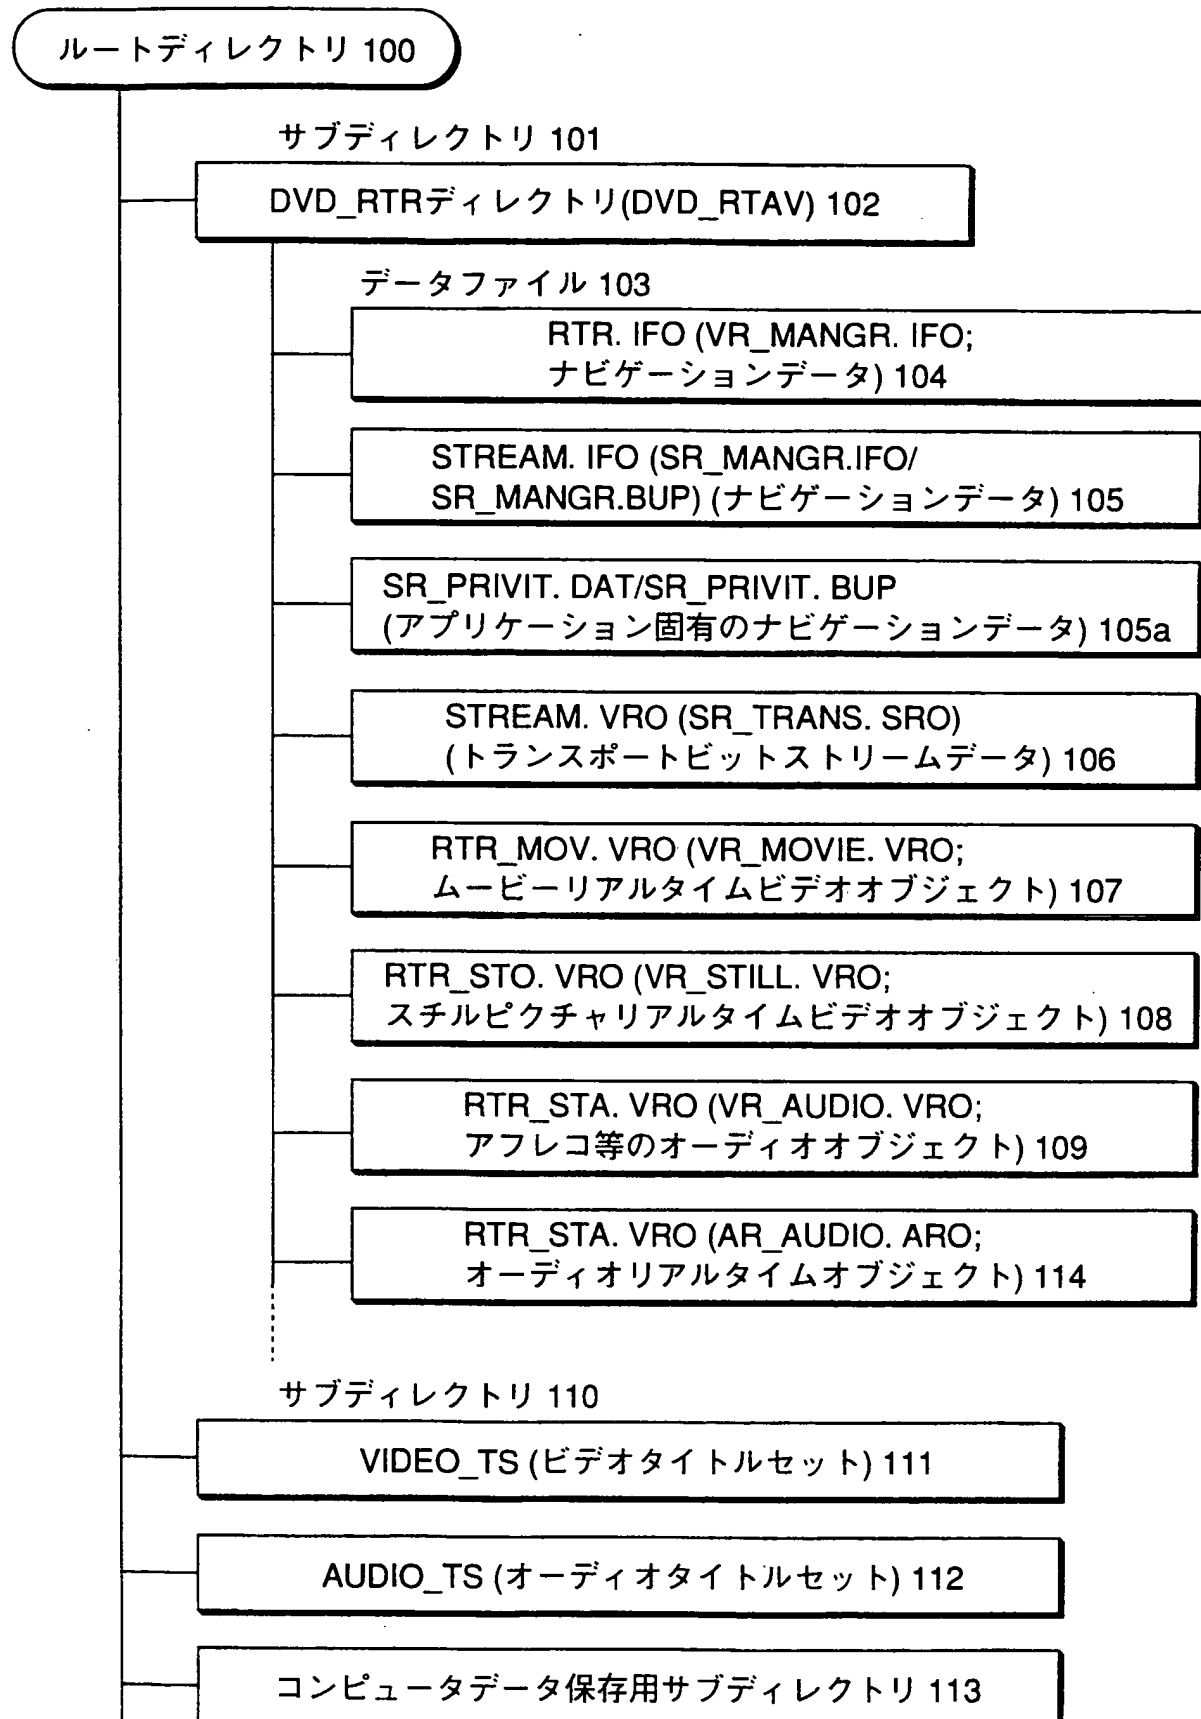 ルートディレクトリ 100
サブディレクトリ 101
DVD_RTRディレクトリ(DVD_RTAV) 102
データファイル 103
RTR. IFO (VR_MANGR. IFO;
ナビゲーションデータ) 104
STREAM. IFO (SR_MANGR.IFO/
SR_MANGR.BUP) (ナビゲーションデータ) 105
SR_PRIVIT. DAT/SR_PRIVIT. BUP
(アプリケーション固有のナビゲーションデータ) 105a
STREAM. VRO (SR_TRANS. SRO)
(トランスポートビットストリームデータ) 106
RTR_MOV. VRO (VR_MOVIE. VRO;
ムービーリアルタイムビデオオブジェクト) 107
RTR_STO. VRO (VR_STILL. VRO;
スチルピクチャリアルタイムビデオオブジェクト) 108
RTR_STA. VRO (VR_AUDIO. VRO;
アフレコ等のオーディオオブジェクト) 109
RTR_STA. VRO (AR_AUDIO. ARO;
オーディオリアルタイムオブジェクト) 114
サブディレクトリ 110
VIDEO_TS (ビデオタイトルセット) 111
AUDIO_TS (オーディオタイトルセット) 112
コンピュータデータ保存用サブディレクトリ 113